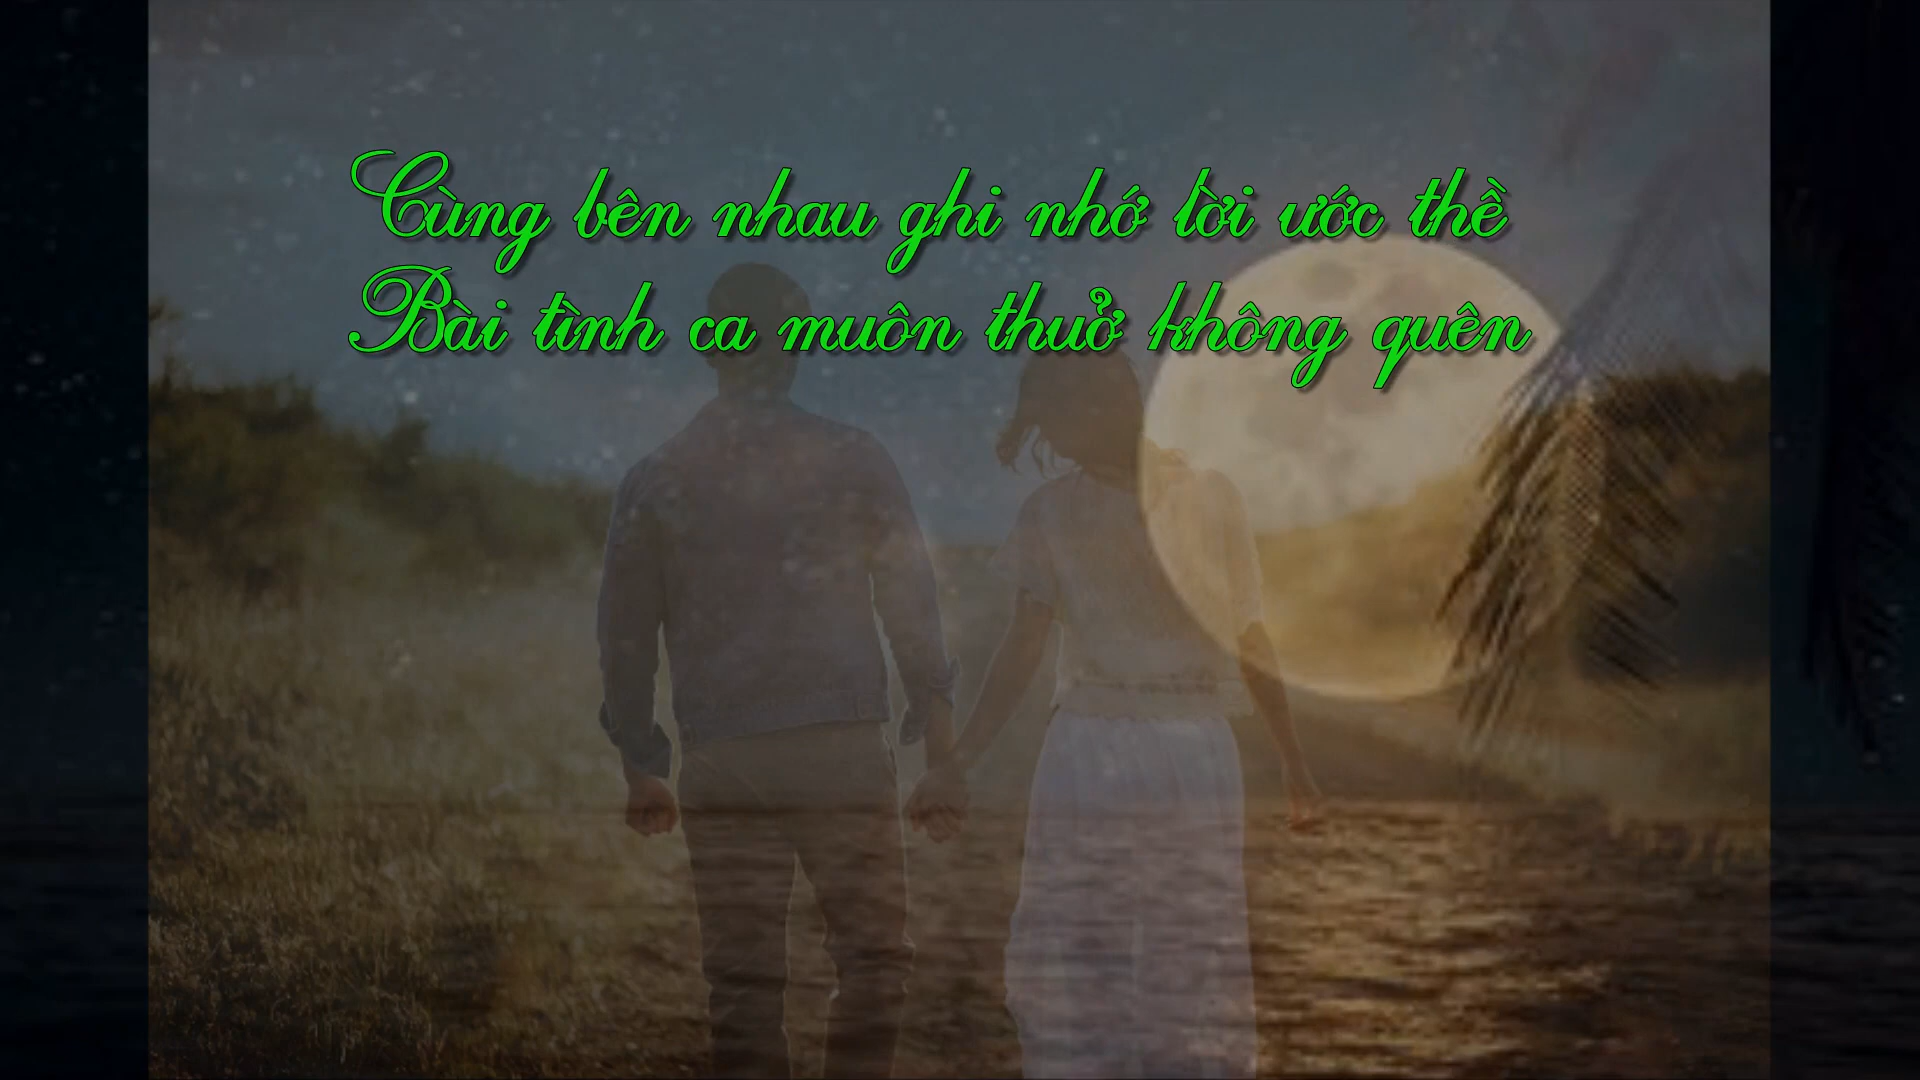 Cùng bên nhau ghi nhớ lời ước thề
Bài tình ca muôn thuở không quên